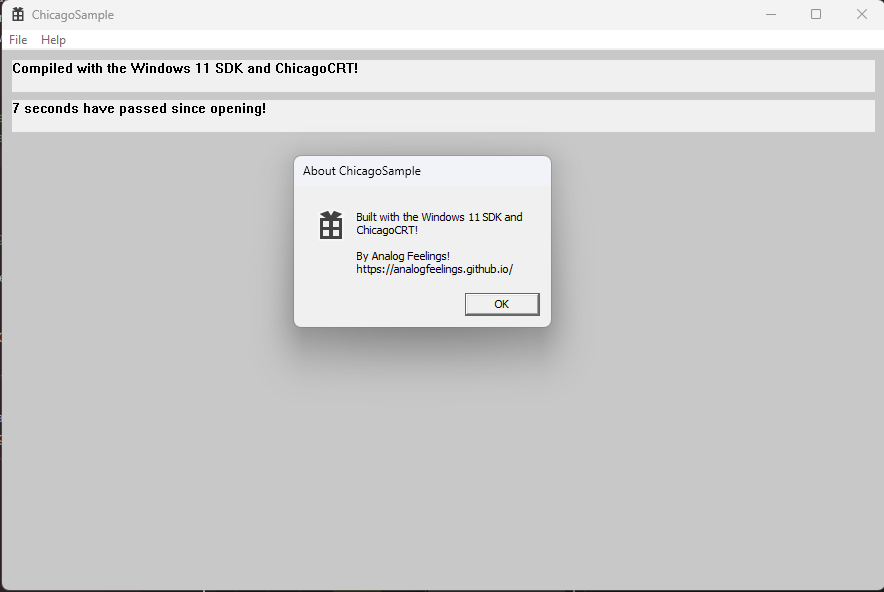 ChicagoSample
File Help
Compiled with the Windows 11 SDK and ChicagoCRT!
7 seconds have passed since opening!
About ChicagoSample
Built with the Windows 11 SDK and
ChicagoCRT!
By Analog Feelings!
https://analogfeelings.github.io/
OK